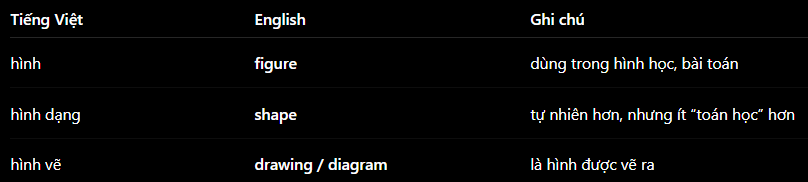 Tiếng Việt English Ghi chú
hình figure dùng trong hình học, bài toán
hình dạng shape tự nhiên hơn, nhưng ít “toán học” hơn
hình vẽ drawing / diagram là hình được vẽ ra